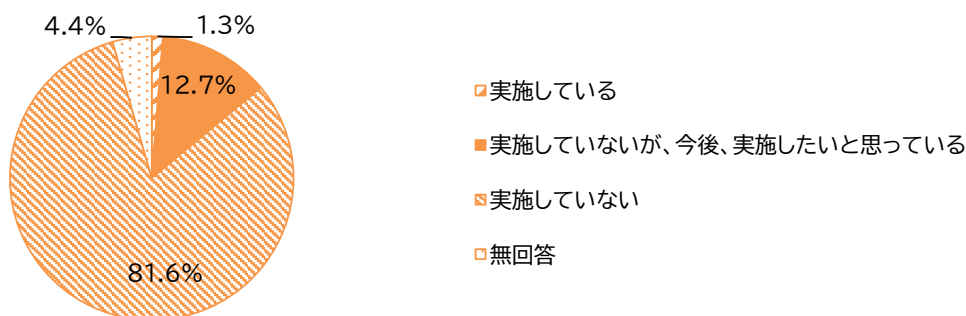 4.4%
1.3%
12.7%
81.6%
実施している
実施していないが、今後、実施したいと思っている
実施していない
無回答